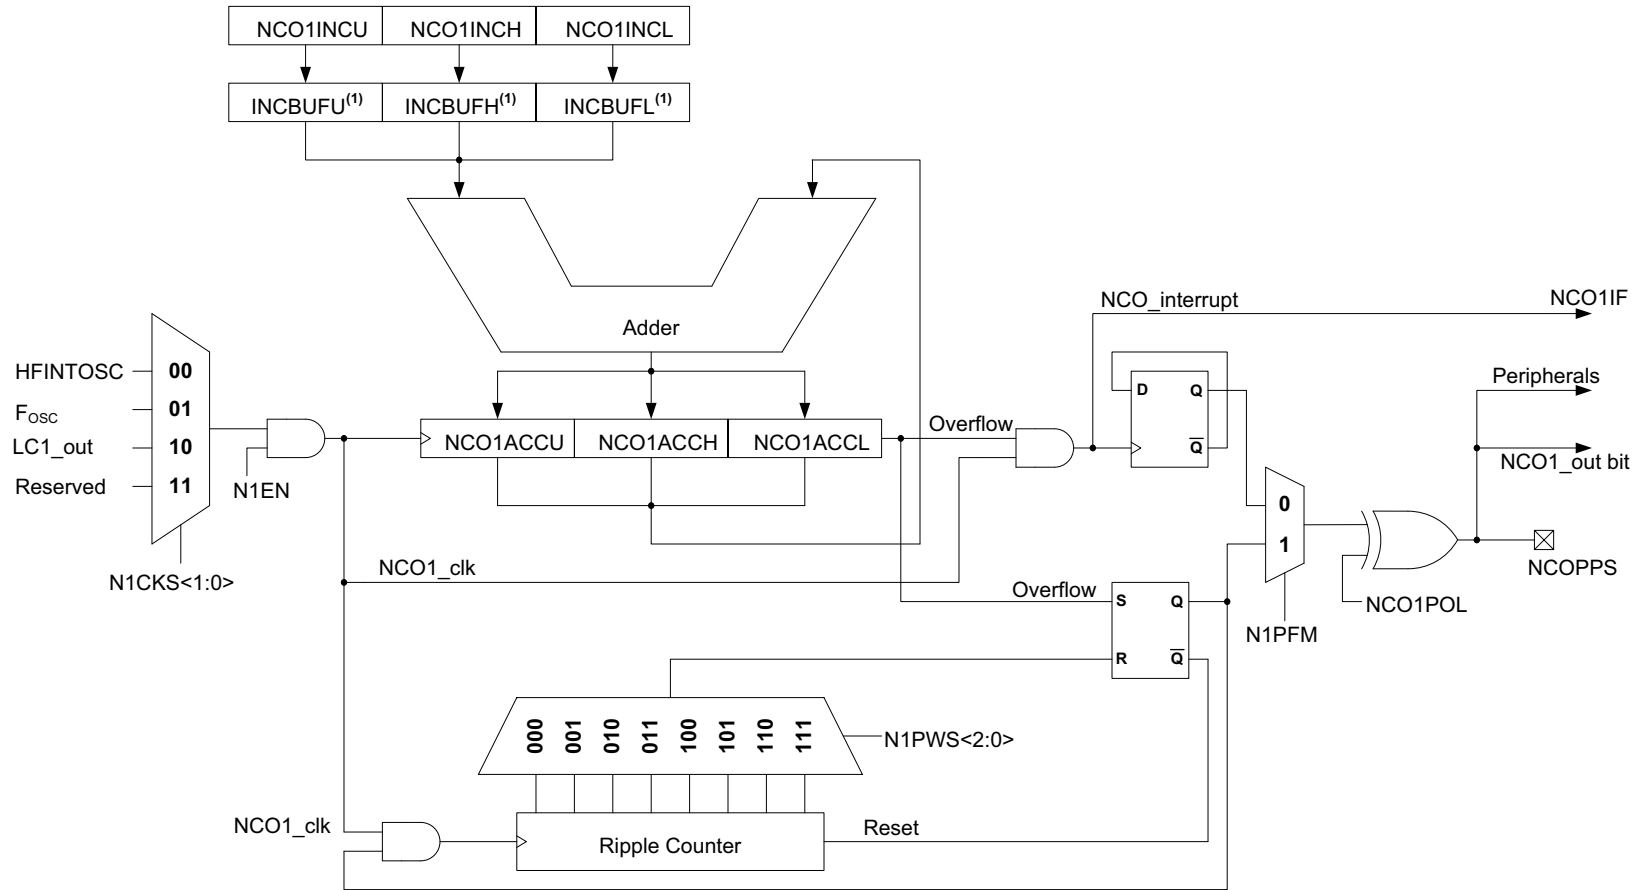 NCO1INCU NCO1INCH NCO1INCL
INCBUFU(1) INCBUFH(1) INCBUFL(1)
Adder
NCO_interrupt
NCO1IF
HFINTOSC 00
FOSC 01
LC1_out 10
Reserved 11
N1EN
N1CKS<1:0>
NCO1ACCU NCO1ACCH NCO1ACCL
Overflow
D Q
Q̅
Peripherals
NCO1_out bit
0
1
N1PFM
NCO1POL
NCOPPS
NCO1_clk
Overflow
S Q
R Q̅
000 001 010 011 100 101 110 111
N1PWS<2:0>
NCO1_clk
Ripple Counter
Reset